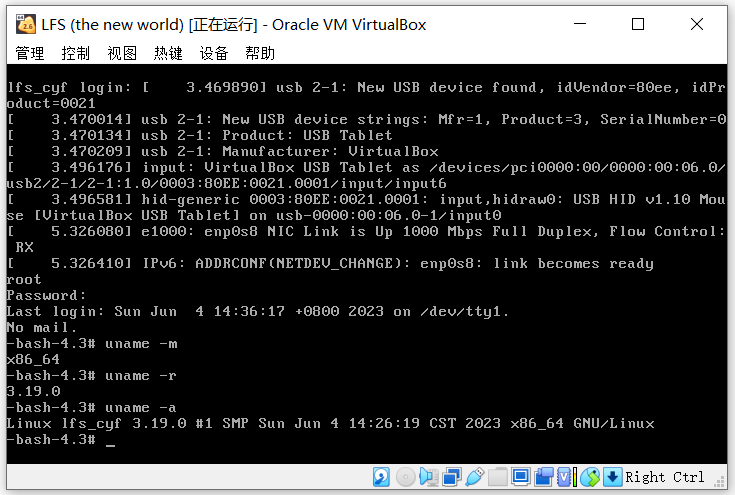 LFS (the new world) [正在运行] - Oracle VM VirtualBox
管理 控制 视图 热键 设备 帮助
lfs_cyf login: [    3.469890] usb 2-1: New USB device found, idVendor=80ee, idPr
oduct=0021
[    3.470014] usb 2-1: New USB device strings: Mfr=1, Product=3, SerialNumber=0
[    3.470134] usb 2-1: Product: USB Tablet
[    3.470209] usb 2-1: Manufacturer: VirtualBox
[    3.496176] input: VirtualBox USB Tablet as /devices/pci0000:00/0000:00:06.0/
usb2/2-1/2-1:1.0/0003:80EE:0021.0001/input/input6
[    3.496581] hid-generic 0003:80EE:0021.0001: input,hidraw0: USB HID v1.10 Mou
se [VirtualBox USB Tablet] on usb-0000:00:06.0-1/input0
[    5.326080] e1000: enp0s8 NIC Link is Up 1000 Mbps Full Duplex, Flow Control:
 RX
[    5.326410] IPv6: ADDRCONF(NETDEV_CHANGE): enp0s8: link becomes ready
root
Password:
Last login: Sun Jun  4 14:36:17 +0800 2023 on /dev/tty1.
No mail.
-bash-4.3# uname -m
x86_64
-bash-4.3# uname -r
3.19.0
-bash-4.3# uname -a
Linux lfs_cyf 3.19.0 #1 SMP Sun Jun 4 14:26:19 CST 2023 x86_64 GNU/Linux
-bash-4.3# _
Right Ctrl